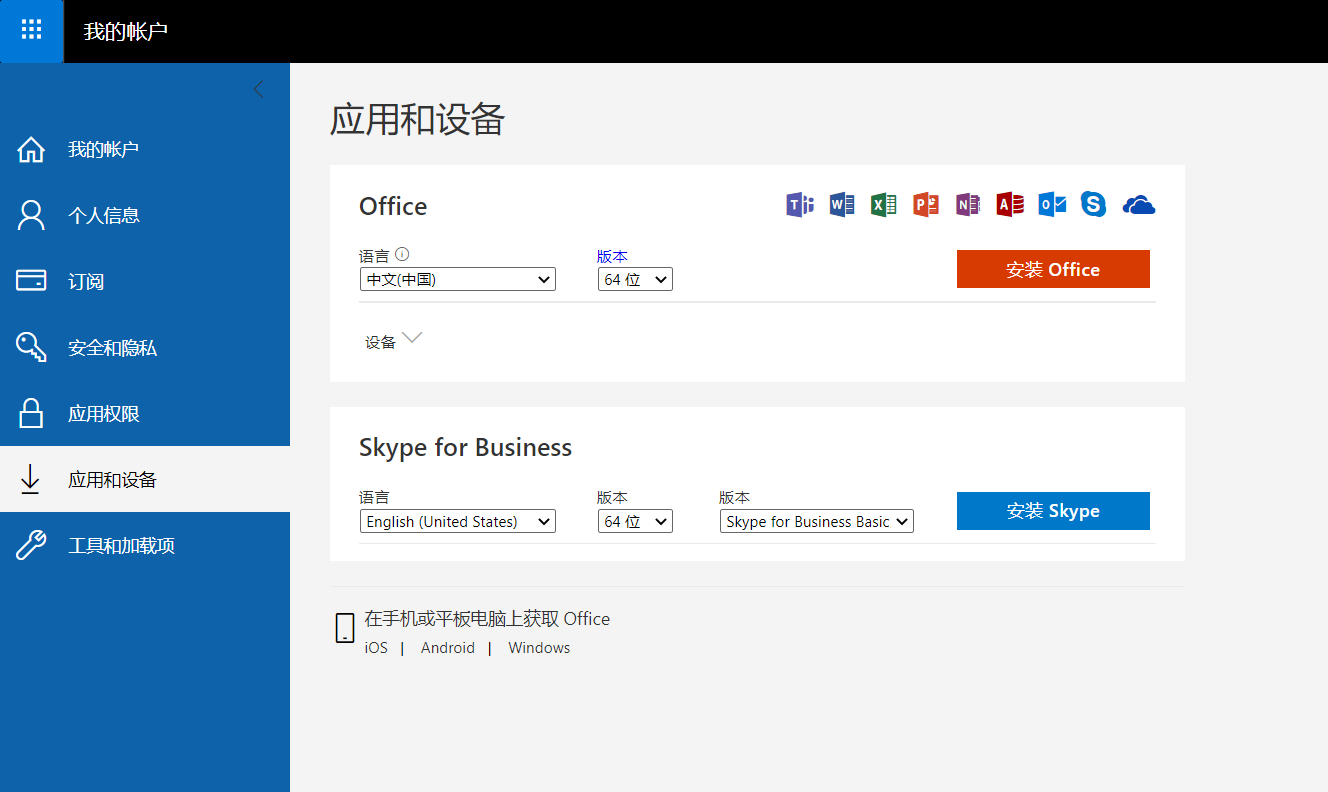 我的帐户
我的帐户
个人信息
订阅
安全和隐私
应用权限
应用和设备
工具和加载项
应用和设备
Office
语言
版本
中文(中国)
64 位
安装 Office
设备
Skype for Business
语言
版本
版本
English (United States)
64 位
Skype for Business Basic
安装 Skype
在手机或平板电脑上获取 Office
iOS | Android | Windows